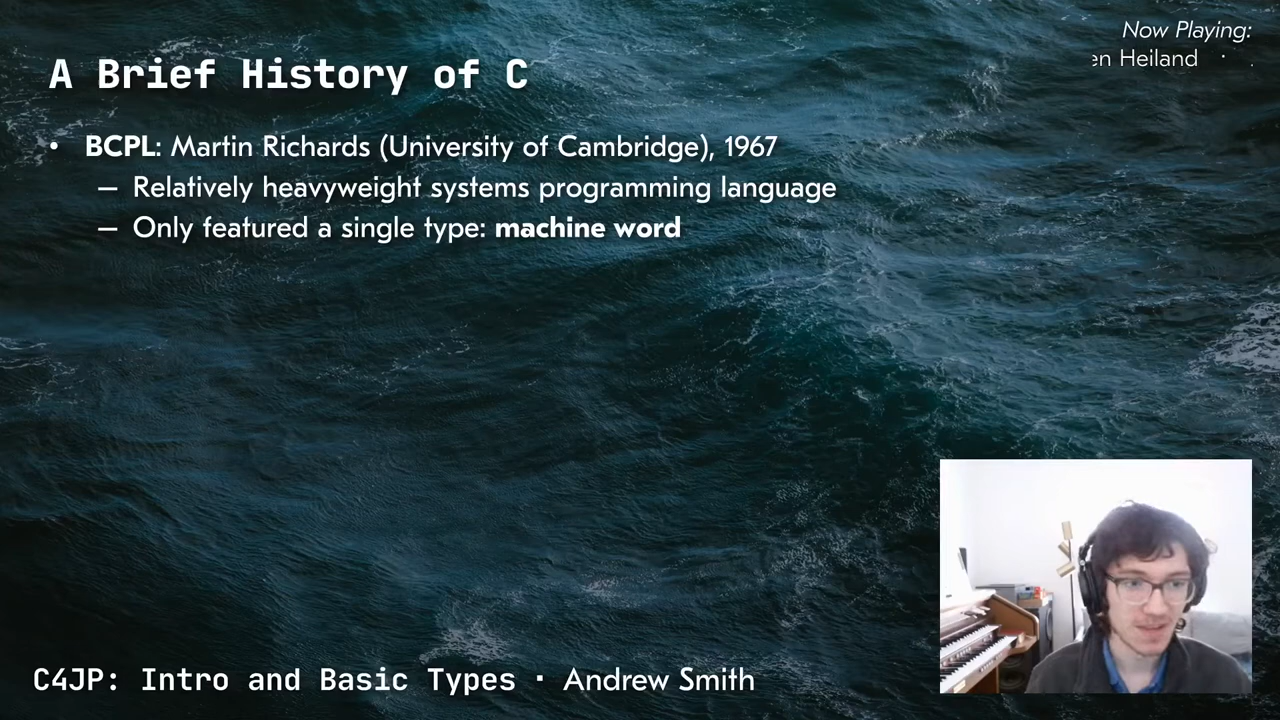 Now Playing:
en Heiland ·
A Brief History of C
• BCPL: Martin Richards (University of Cambridge), 1967
– Relatively heavyweight systems programming language
– Only featured a single type: machine word
C4JP: Intro and Basic Types · Andrew Smith